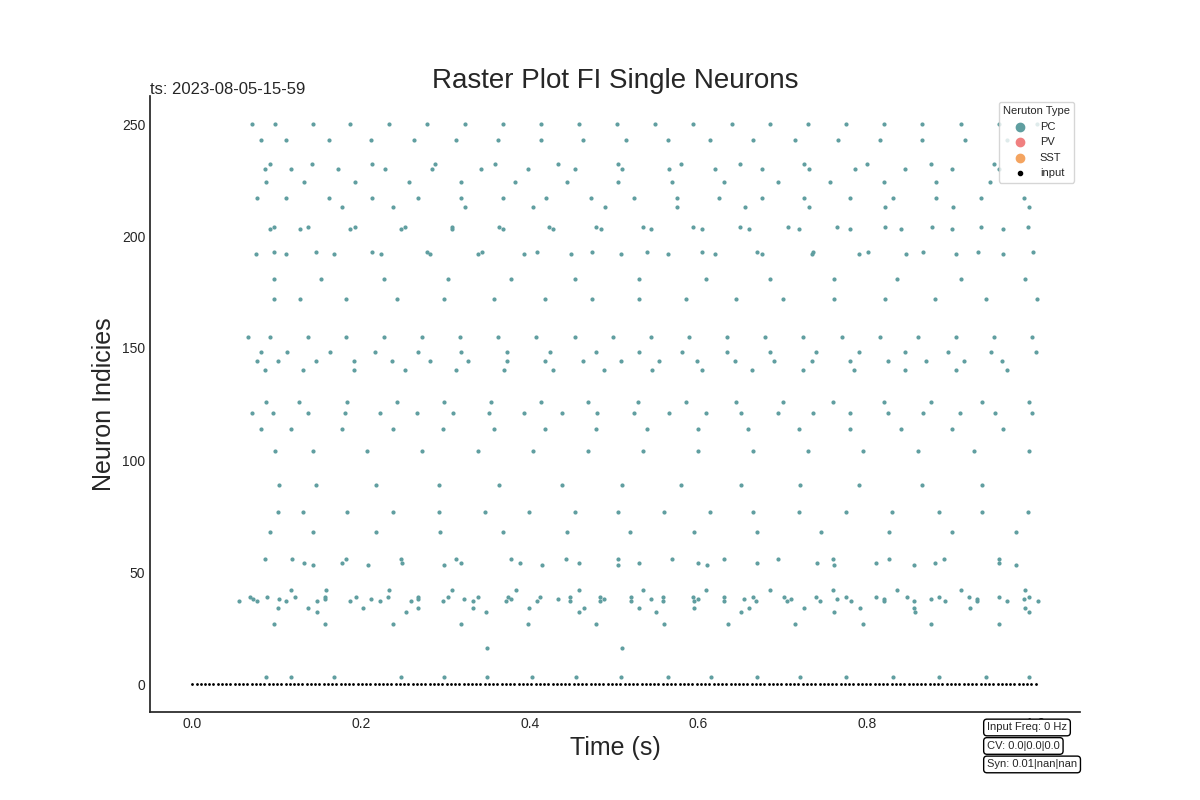 Raster Plot FI Single Neurons
ts: 2023-08-05-15-59
Neruton Type
PC
PV
SST
input
Neuron Indicies
250
200
150
100
50
0
0.0 0.2 0.4 0.6 0.8
Time (s)
Input Freq: 0 Hz
CV: 0.0|0.0|0.0
Syn: 0.01|nan|nan